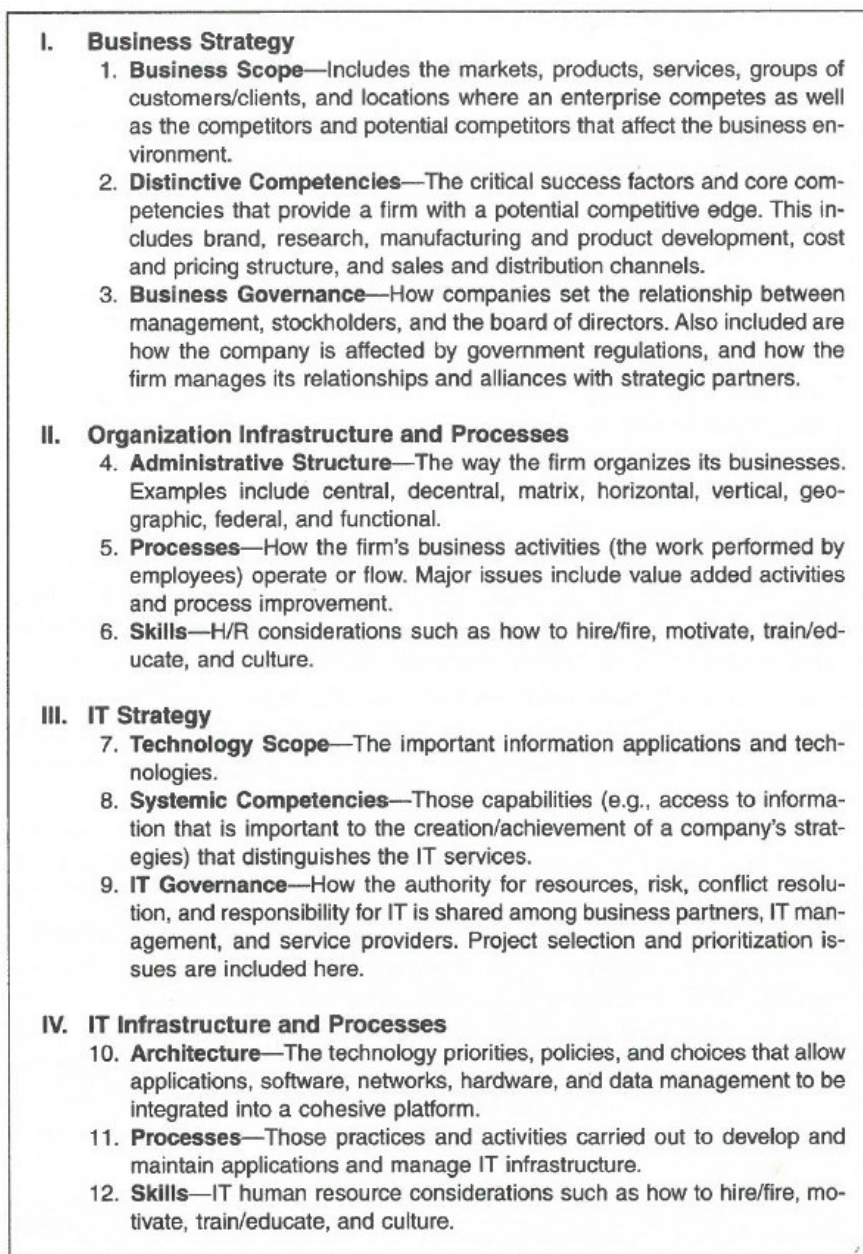 I. Business Strategy
1. Business Scope—Includes the markets, products, services, groups of
customers/clients, and locations where an enterprise competes as well
as the competitors and potential competitors that affect the business en-
vironment.
2. Distinctive Competencies—The critical success factors and core com-
petencies that provide a firm with a potential competitive edge. This in-
cludes brand, research, manufacturing and product development, cost
and pricing structure, and sales and distribution channels.
3. Business Governance—How companies set the relationship between
management, stockholders, and the board of directors. Also included are
how the company is affected by government regulations, and how the
firm manages its relationships and alliances with strategic partners.
II. Organization Infrastructure and Processes
4. Administrative Structure—The way the firm organizes its businesses.
Examples include central, decentral, matrix, horizontal, vertical, geo-
graphic, federal, and functional.
5. Processes—How the firm's business activities (the work performed by
employees) operate or flow. Major issues include value added activities
and process improvement.
6. Skills—H/R considerations such as how to hire/fire, motivate, train/ed-
ucate, and culture.
III. IT Strategy
7. Technology Scope—The important information applications and tech-
nologies.
8. Systemic Competencies—Those capabilities (e.g., access to informa-
tion that is important to the creation/achievement of a company's strat-
egies) that distinguishes the IT services.
9. IT Governance—How the authority for resources, risk, conflict resolu-
tion, and responsibility for IT is shared among business partners, IT man-
agement, and service providers. Project selection and prioritization is-
sues are included here.
IV. IT Infrastructure and Processes
10. Architecture—The technology priorities, policies, and choices that allow
applications, software, networks, hardware, and data management to be
integrated into a cohesive platform.
11. Processes—Those practices and activities carried out to develop and
maintain applications and manage IT infrastructure.
12. Skills—IT human resource considerations such as how to hire/fire, mo-
tivate, train/educate, and culture.